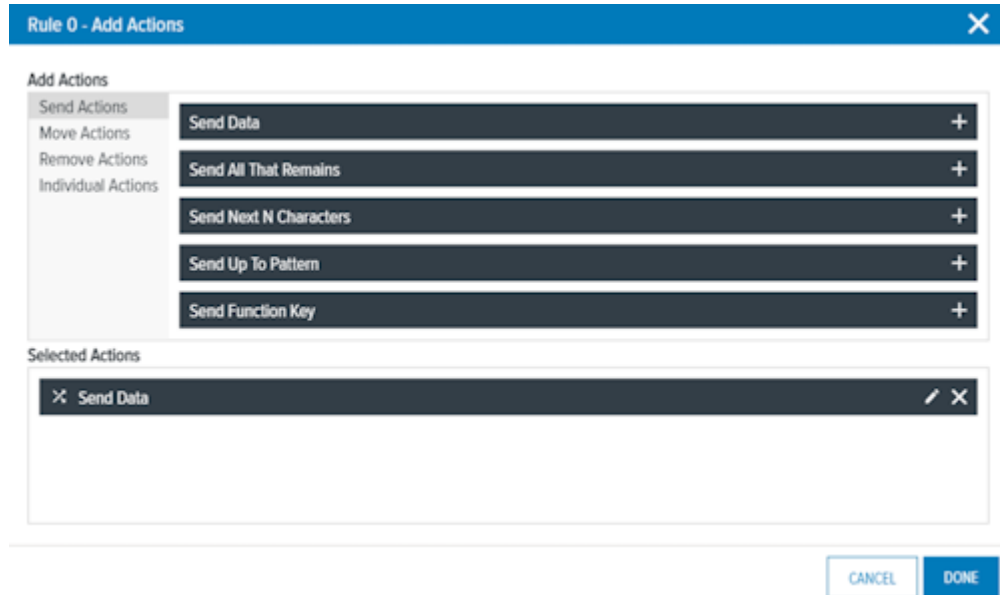 Rule 0 - Add Actions
Add Actions
Send Actions
Move Actions
Remove Actions
Individual Actions
Send Data
Send All That Remains
Send Next N Characters
Send Up To Pattern
Send Function Key
Selected Actions
Send Data
CANCEL
DONE